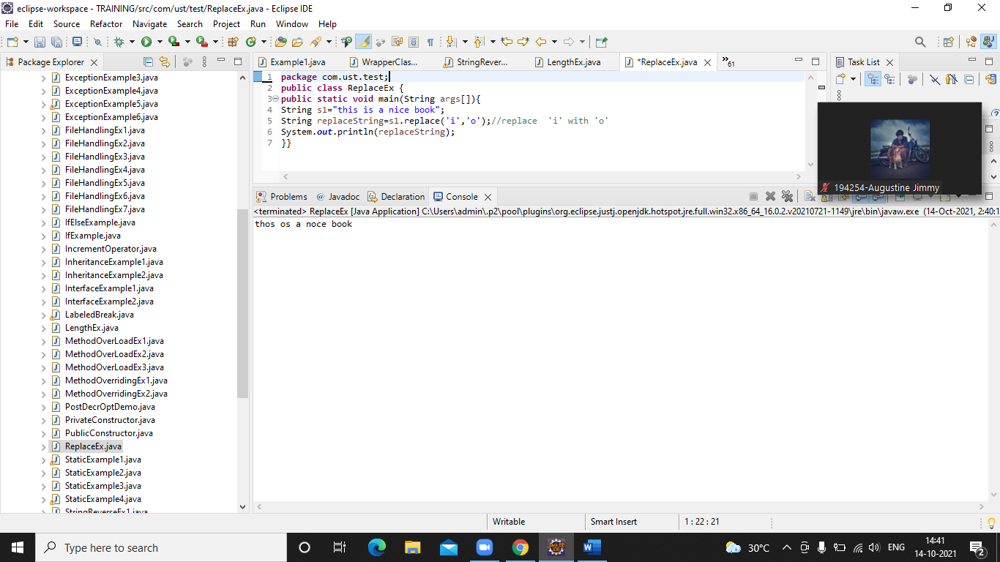 eclipse-workspace - TRAINING/src/com/ust/test/ReplaceEx.java - Eclipse IDE
File Edit Source Refactor Navigate Search Project Run Window Help
Package Explorer
ExceptionExample3.java
ExceptionExample4.java
ExceptionExample5.java
ExceptionExample6.java
FileHandlingEx1.java
FileHandlingEx2.java
FileHandlingEx3.java
FileHandlingEx4.java
FileHandlingEx5.java
FileHandlingEx6.java
FileHandlingEx7.java
IfElseExample.java
IfExample.java
IncrementOperator.java
InheritanceExample1.java
InheritanceExample2.java
InterfaceExample1.java
InterfaceExample2.java
LabeledBreak.java
LengthEx.java
MethodOverLoadEx1.java
MethodOverLoadEx2.java
MethodOverLoadEx3.java
MethodOverridingEx1.java
MethodOverridingEx2.java
PostDecrOptDemo.java
PrivateConstructor.java
PublicConstructor.java
ReplaceEx.java
StaticExample1.java
StaticExample2.java
StaticExample3.java
StaticExample4.java
StringReverseEx1.java
Example1.java WrapperClas... StringRever... LengthEx.java *ReplaceEx.java »61
1 package com.ust.test;
2 public class ReplaceEx {
3 public static void main(String args[]){
4 String s1="this is a nice book";
5 String replaceString=s1.replace('i','o');//replace  'i' with 'o'
6 System.out.println(replaceString);
7 }}
Task List
194254-Augustine Jimmy
Problems @ Javadoc Declaration Console
<terminated> ReplaceEx [Java Application] C:\Users\admin\.p2\pool\plugins\org.eclipse.justj.openjdk.hotspot.jre.full.win32.x86_64_16.0.2.v20210721-1149\jre\bin\javaw.exe (14-Oct-2021, 2:40:1
thos os a noce book
Writable Smart Insert 1 : 22 : 21
Type here to search
30°C ENG 14:41
14-10-2021
2